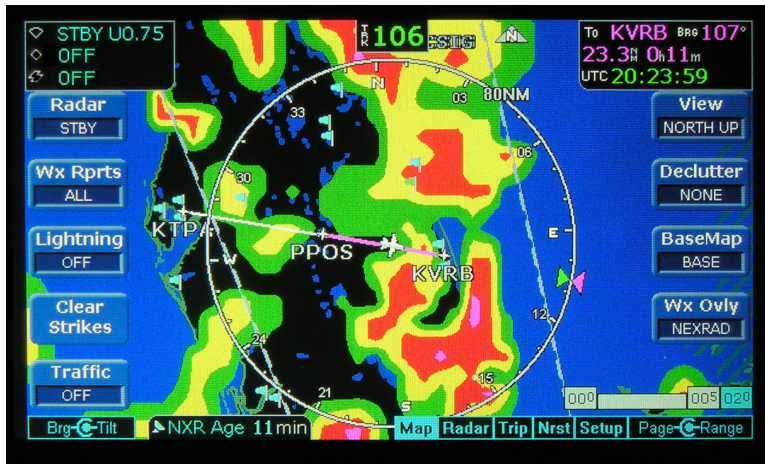 STBY U0.75
OFF
OFF
TRK 106
To KVRB BRG 107°
23.3NM 0h11m
UTC 20:23:59
N
Radar
STBY
Wx Rprts
ALL
Lightning
OFF
Clear
Strikes
Traffic
OFF
View
NORTH UP
Declutter
NONE
BaseMap
BASE
Wx Ovly
NEXRAD
80NM
N
03
06
E
12
15
S
21
24
W
30
33
KTPA
PPOS
KVRB
000
005
020
Brg Tilt
NXR Age 11min
Map Radar Trip Nrst Setup
Page Range